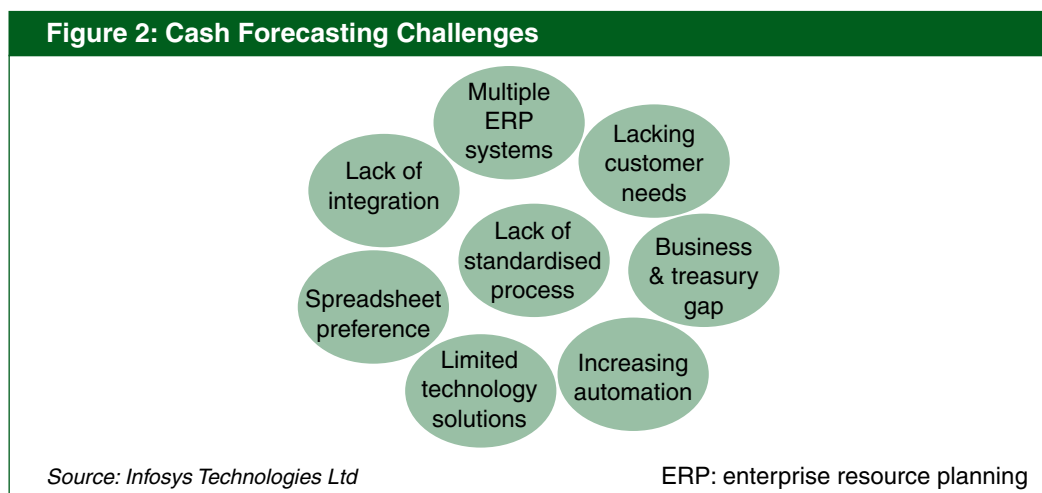 Figure 2: Cash Forecasting Challenges
Multiple
ERP
systems
Lacking
customer
needs
Lack of
integration
Lack of
standardised
process
Business
& treasury
gap
Spreadsheet
preference
Limited
technology
solutions
Increasing
automation
Source: Infosys Technologies Ltd
ERP: enterprise resource planning